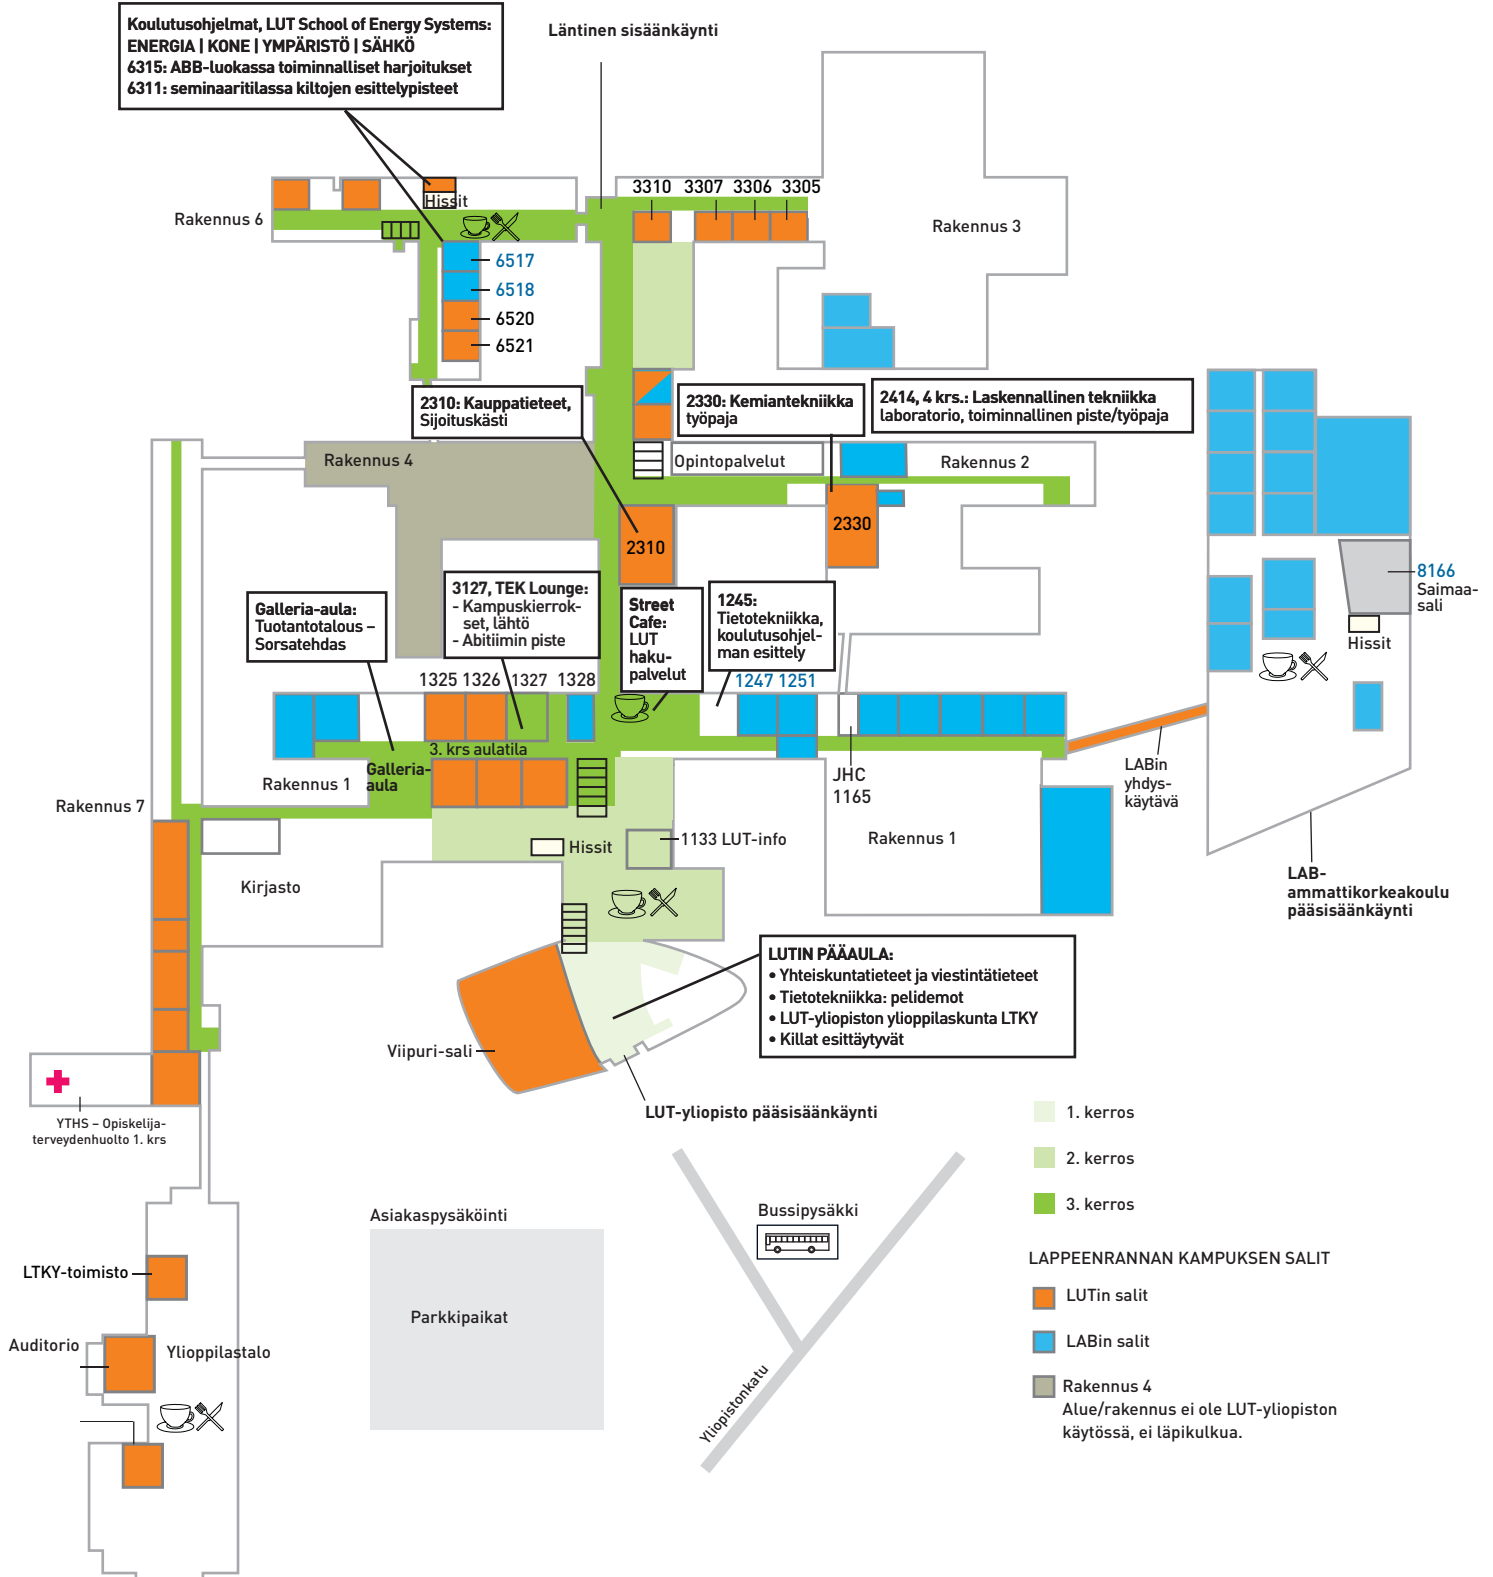 Koulutusohjelmat, LUT School of Energy Systems:
ENERGIA | KONE | YMPÄRISTÖ | SÄHKÖ
6315: ABB-luokassa toiminnalliset harjoitukset
6311: seminaaritilassa kiltojen esittelypisteet
Läntinen sisäänkäynti
Hissit
Rakennus 6
3310 3307 3306 3305
Rakennus 3
6517
6518
6520
6521
2310: Kauppatieteet,
Sijoituskästi
2330: Kemiantekniikka
työpaja
2414, 4 krs.: Laskennallinen tekniikka
laboratorio, toiminnallinen piste/työpaja
Rakennus 4
Opintopalvelut
Rakennus 2
2310
2330
8166
Saimaa-
sali
Hissit
Galleria-aula:
Tuotantotalous –
Sorsatehdas
3127, TEK Lounge:
- Kampuskierrok-
set, lähtö
- Abitiimin piste
Street
Cafe:
LUT
haku-
palvelut
1245:
Tietotekniikka,
koulutusohjel-
man esittely
1325 1326 1327 1328
1247 1251
3. krs aulatila
Galleria-
aula
Rakennus 1
Rakennus 7
JHC
1165
LABin
yhdys-
käytävä
Rakennus 1
Hissit
1133 LUT-info
Kirjasto
LAB-
ammattikorkeakoulu
pääsisäänkäynti
LUTIN PÄÄAULA:
• Yhteiskuntatieteet ja viestintätieteet
• Tietotekniikka: pelidemot
• LUT-yliopiston ylioppilaskunta LTKY
• Killat esittäytyvät
Viipuri-sali
LUT-yliopisto pääsisäänkäynti
YTHS – Opiskelija-
terveydenhuolto 1. krs
1. kerros
2. kerros
3. kerros
Asiakaspysäköinti
Parkkipaikat
Bussipysäkki
Yliopistonkatu
LTKY-toimisto
Auditorio
Ylioppilastalo
LAPPEENRANNAN KAMPUKSEN SALIT
LUTin salit
LABin salit
Rakennus 4
Alue/rakennus ei ole LUT-yliopiston
käytössä, ei läpikulkua.